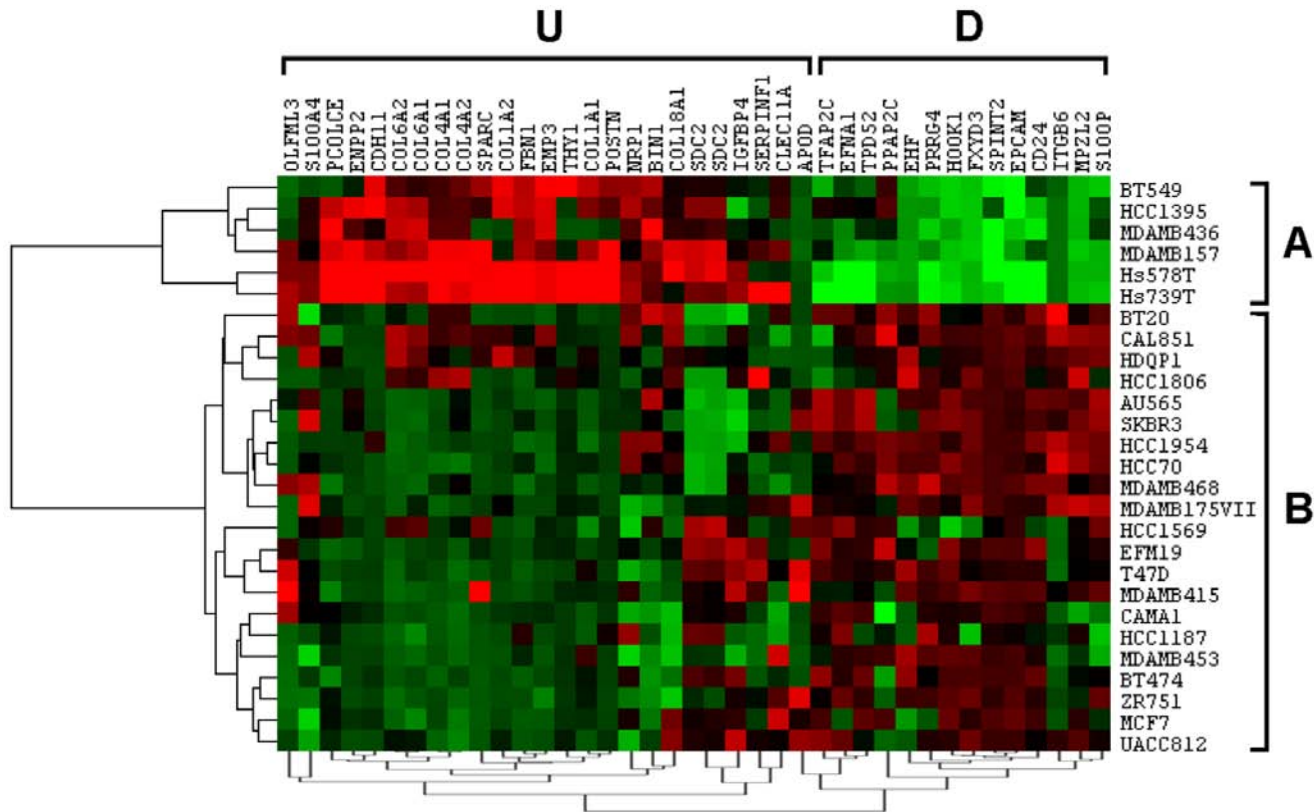 U
D
OLFML3
S100A4
PCOLCE
ENPP2
CDH11
COL6A2
COL6A1
COL4A1
COL4A2
SPARC
COL1A2
FBN1
EMP3
THY1
COL1A1
POSTN
NRP1
BIN1
COL18A1
SDC2
SDC2
IGFBP4
SERPINF1
CLEC11A
APOD
TFAP2C
EFNA1
TPD52
PPAP2C
EHF
PRRG4
HOOK1
FXYD3
SPINT2
EPCAM
CD24
ITGB6
MPZL2
S100P
BT549
HCC1395
MDAMB436
MDAMB157
Hs578T
Hs739T
A
BT20
CAL851
HDQP1
HCC1806
AU565
SKBR3
HCC1954
HCC70
MDAMB468
MDAMB175VII
HCC1569
EFM19
T47D
MDAMB415
CAMA1
HCC1187
MDAMB453
BT474
ZR751
MCF7
UACC812
B